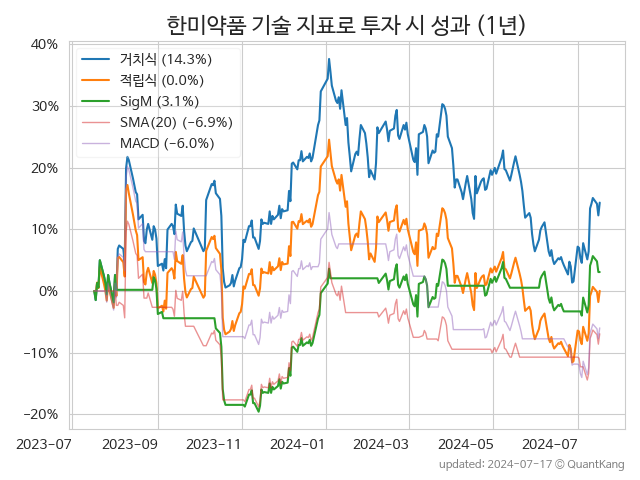 한미약품 기술 지표로 투자 시 성과 (1년)
거치식 (14.3%)
적립식 (0.0%)
SigM (3.1%)
SMA(20) (−6.9%)
MACD (−6.0%)
40%
30%
20%
10%
0%
−10%
−20%
2023-07 2023-09 2023-11 2024-01 2024-03 2024-05 2024-07
updated: 2024-07-17 ⓒ QuantKang